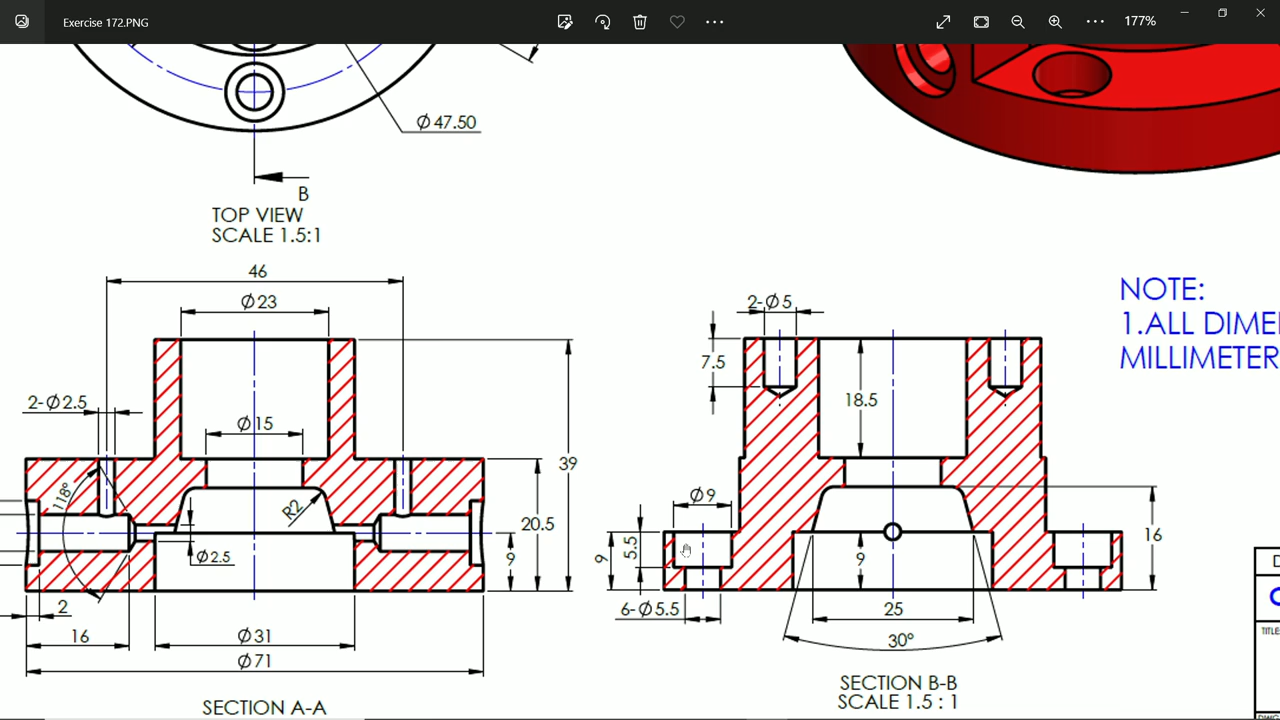 Exercise 172.PNG
177%
Ø47.50
B
TOP VIEW
SCALE 1.5:1
46
Ø23
2-Ø2.5
Ø15
118°
R2
Ø2.5
39
20.5
9
2
16
Ø31
Ø71
SECTION A-A
2-Ø5
7.5
18.5
Ø9
9
5.5
6-Ø5.5
9
16
25
30°
SECTION B-B
SCALE 1.5 : 1
NOTE:
1.ALL DIME
MILLIMETER
TITLE